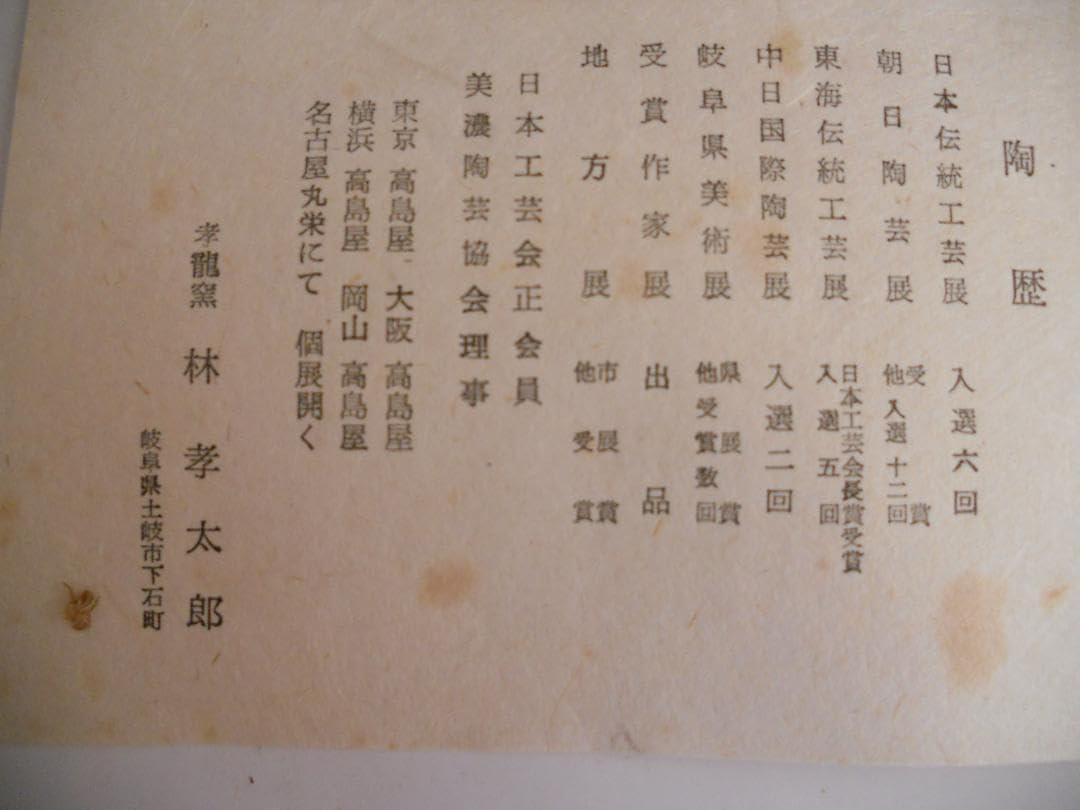 陶歴
日本伝統工芸展 入選六回
朝日陶芸展 受賞
他入選十二回
東海伝統工芸展 日本工芸会長賞受賞
入選五回
中日国際陶芸展 入選二回
岐阜県美術展 県展賞
他受賞数回
受賞作家展 出品
地方展 市展賞
他受賞
日本工芸会正会員
美濃陶芸協会理事
東京 高島屋 大阪 高島屋
横浜 高島屋 岡山 高島屋
名古屋丸栄にて 個展開く
孝龍窯 林孝太郎
岐阜県土岐市下石町